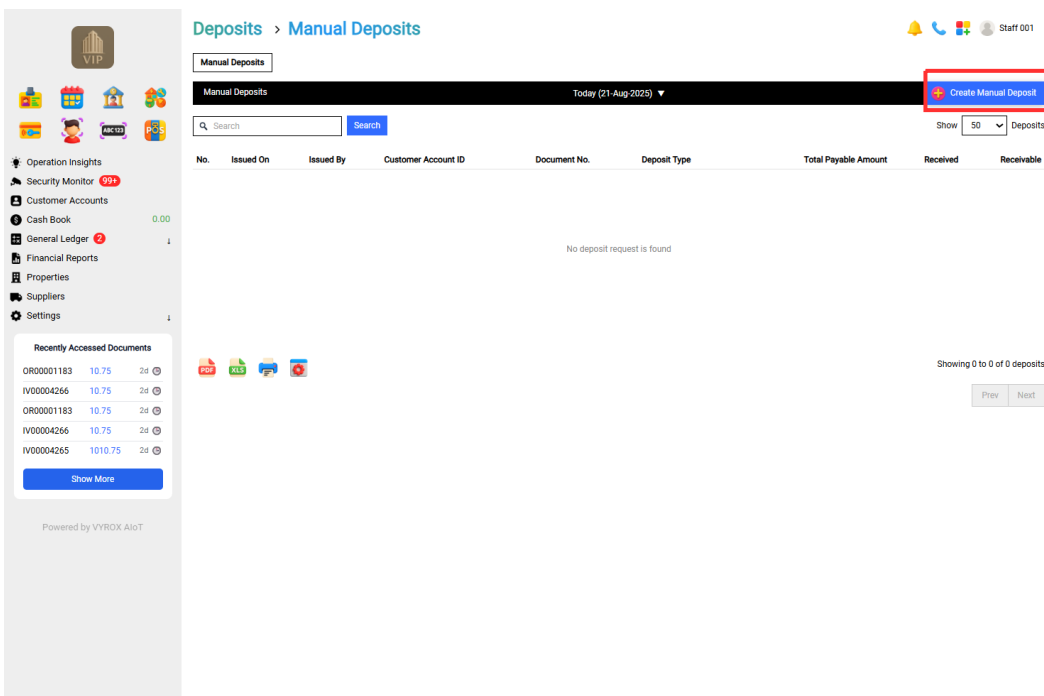 VIP
ABC 123
POS
Operation Insights
Security Monitor 99+
Customer Accounts
Cash Book 0.00
General Ledger 2 ↓
Financial Reports
Properties
Suppliers
Settings ↓
Recently Accessed Documents
OR00001183 10.75 2d
IV00004266 10.75 2d
OR00001183 10.75 2d
IV00004266 10.75 2d
IV00004265 1010.75 2d
Show More
Powered by VYROX AIoT
Deposits › Manual Deposits
Staff 001
Manual Deposits
Manual Deposits Today (21-Aug-2025) ▼ Create Manual Deposit
Search Search Show 50 Deposits
No. Issued On Issued By Customer Account ID Document No. Deposit Type Total Payable Amount Received Receivable
No deposit request is found
PDF XLS Showing 0 to 0 of 0 deposits
Prev Next